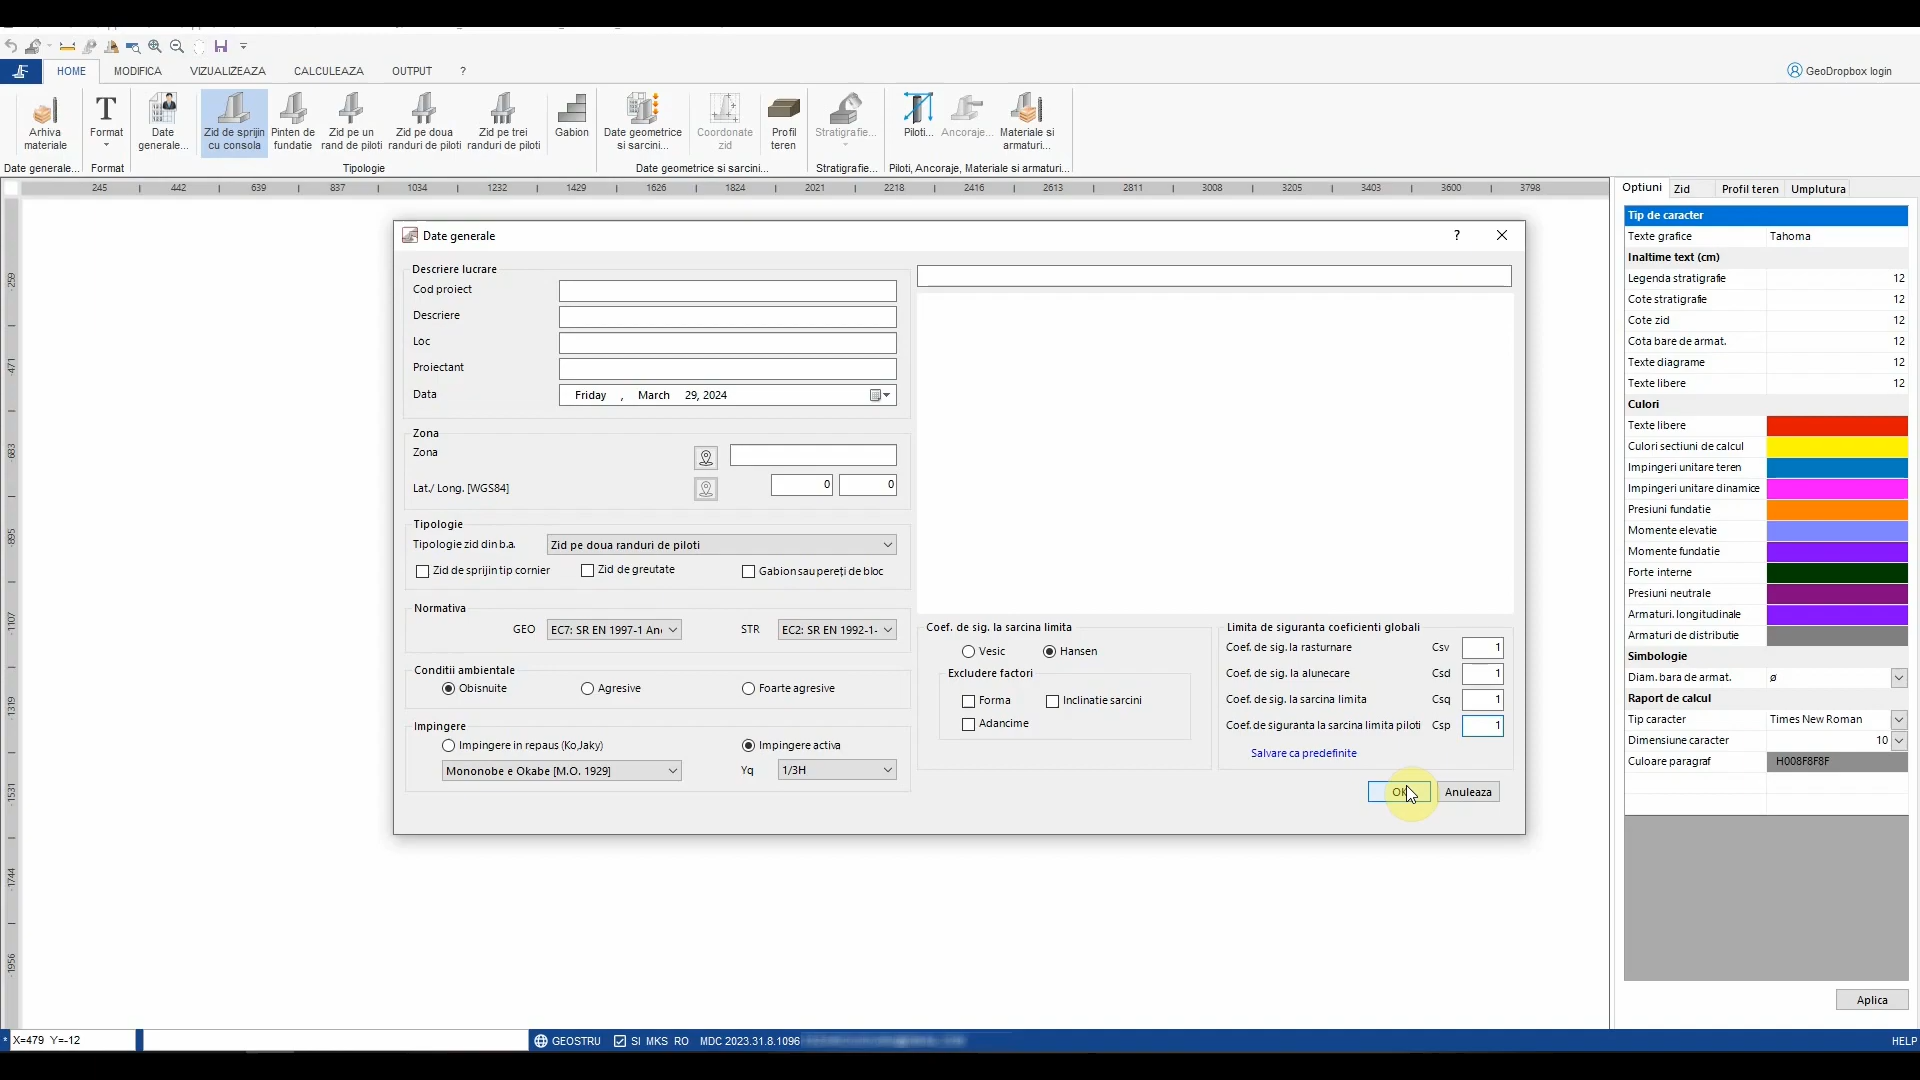 HOME MODIFICA VIZUALIZEAZA CALCULEAZA OUTPUT ?
GeoDropbox login
Arhiva materiale
Format
Date generale...
Zid de sprijin cu consola
Pinten de fundatie
Zid pe un rand de piloti
Zid pe doua randuri de piloti
Zid pe trei randuri de piloti
Gabion
Date geometrice si sarcini...
Coordonate zid
Profil teren
Stratigrafie...
Piloti...
Ancoraje...
Materiale si armaturi...
Date generale... Format Tipologie Date geometrice si sarcini... Stratigrafie... Piloti, Ancoraje, Materiale si armaturi...
245 442 639 837 1034 1232 1429 1626 1824 2021 2218 2416 2613 2811 3008 3205 3403 3600 3798
-259
-471
-683
-895
-1107
-1319
-1531
-1744
-1956
Date generale ?
Descriere lucrare
Cod proiect
Descriere
Loc
Proiectant
Data Friday , March 29, 2024
Zona
Zona
Lat./ Long. [WGS84] 0 0
Tipologie
Tipologie zid din b.a. Zid pe doua randuri de piloti
Zid de sprijin tip cornier Zid de greutate Gabion sau pereți de bloc
Normativa
GEO EC7: SR EN 1997-1 An STR EC2: SR EN 1992-1-
Conditii ambientale
Obisnuite Agresive Foarte agresive
Impingere
Impingere in repaus (Ko,Jaky) Impingere activa
Mononobe e Okabe [M.O. 1929] Yq 1/3H
Coef. de sig. la sarcina limita
Vesic Hansen
Excludere factori
Forma Inclinatie sarcini
Adancime
Limita de siguranta coeficienti globali
Coef. de sig. la rasturnare Csv 1
Coef. de sig. la alunecare Csd 1
Coef. de sig. la sarcina limita Csq 1
Coef. de siguranta la sarcina limita piloti Csp 1
Salvare ca predefinite
OK Anuleaza
Optiuni Zid Profil teren Umplutura
Tip de caracter
Texte grafice Tahoma
Inaltime text (cm)
Legenda stratigrafie 12
Cote stratigrafie 12
Cote zid 12
Cota bare de armat. 12
Texte diagrame 12
Texte libere 12
Culori
Texte libere
Culori sectiuni de calcul
Impingeri unitare teren
Impingeri unitare dinamice
Presiuni fundatie
Momente elevatie
Momente fundatie
Forte interne
Presiuni neutrale
Armaturi. longitudinale
Armaturi de distributie
Simbologie
Diam. bara de armat. ø
Raport de calcul
Tip caracter Times New Roman
Dimensiune caracter 10
Culoare paragraf H008F8F8F
Aplica
* X=479 Y=-12
GEOSTRU SI MKS RO MDC 2023.31.8.1096
HELP